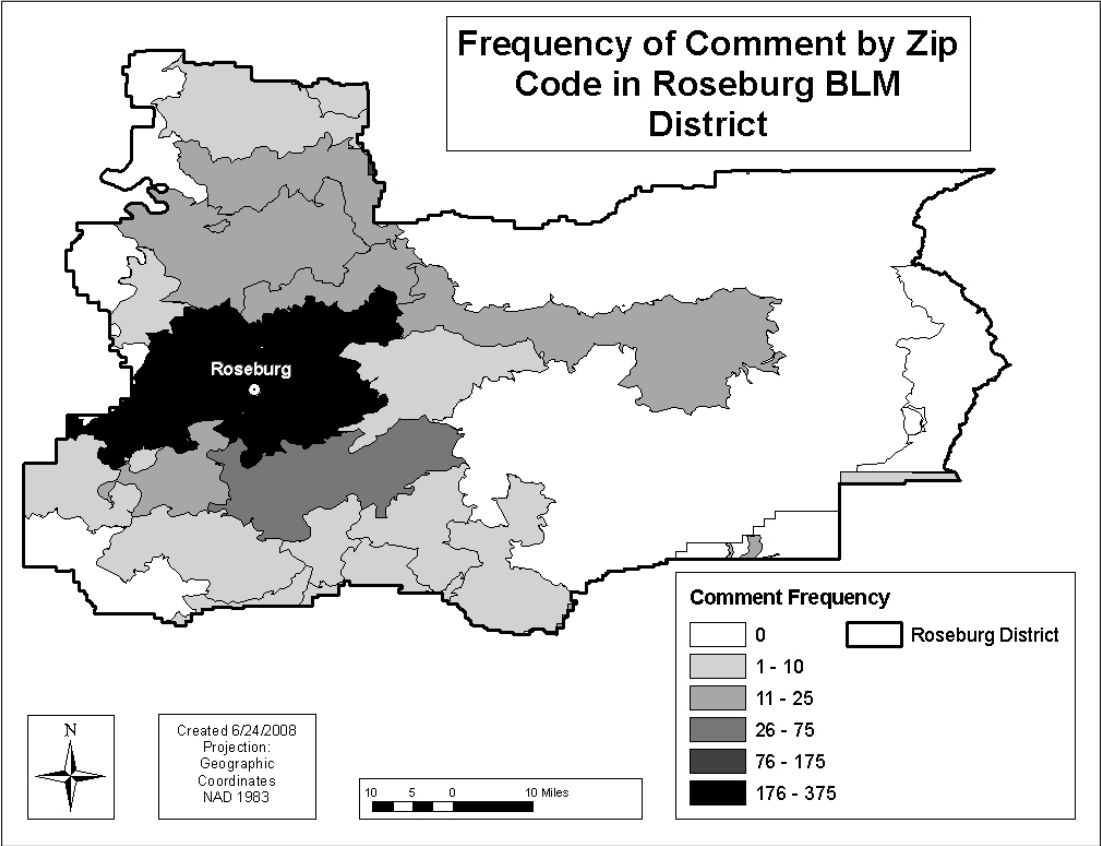 Frequency of Comment by Zip
Code in Roseburg BLM
District
Roseburg
Comment Frequency
0
Roseburg District
1 - 10
11 - 25
26 - 75
76 - 175
176 - 375
N
Created 6/24/2008
Projection:
Geographic
Coordinates
NAD 1983
10 5 0 10 Miles